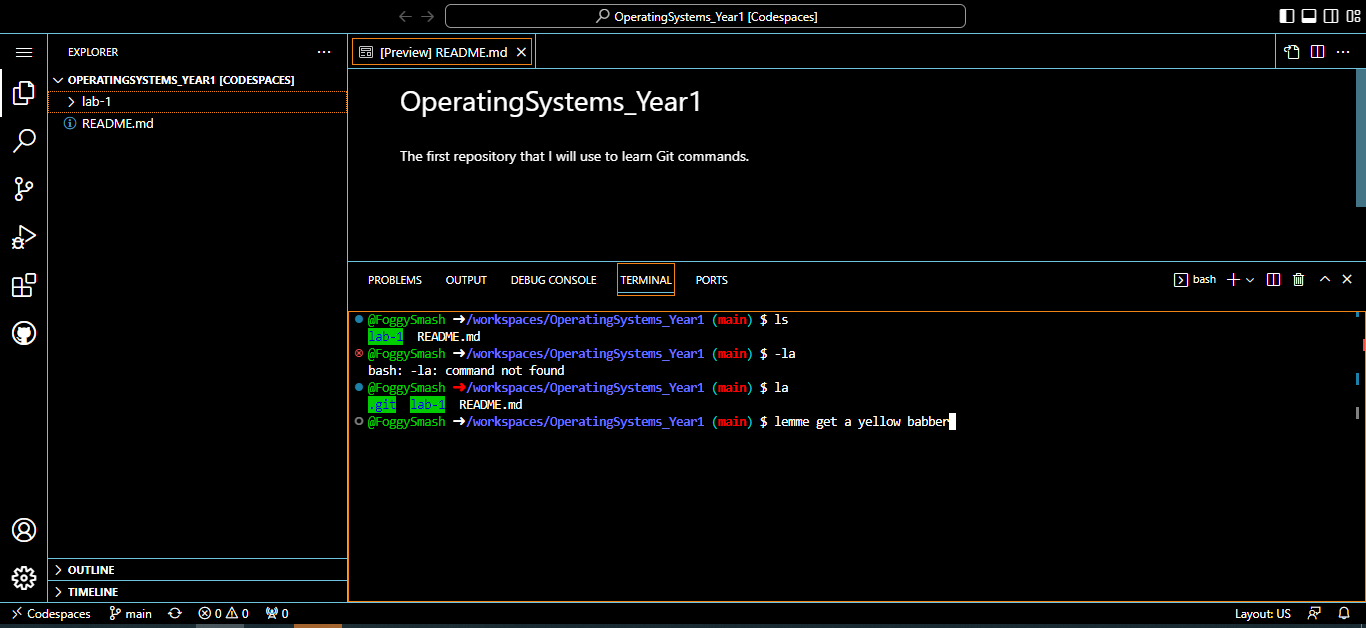 OperatingSystems_Year1 [Codespaces]
EXPLORER
OPERATINGSYSTEMS_YEAR1 [CODESPACES]
lab-1
README.md
OUTLINE
TIMELINE
[Preview] README.md
OperatingSystems_Year1
The first repository that I will use to learn Git commands.
PROBLEMS OUTPUT DEBUG CONSOLE TERMINAL PORTS
bash
@FoggySmash ➜/workspaces/OperatingSystems_Year1 (main) $ ls
lab-1 README.md
@FoggySmash ➜/workspaces/OperatingSystems_Year1 (main) $ -la
bash: -la: command not found
@FoggySmash ➜/workspaces/OperatingSystems_Year1 (main) $ la
.git lab-1 README.md
@FoggySmash ➜/workspaces/OperatingSystems_Year1 (main) $ lemme get a yellow babber
Codespaces main 0 0 0 Layout: US